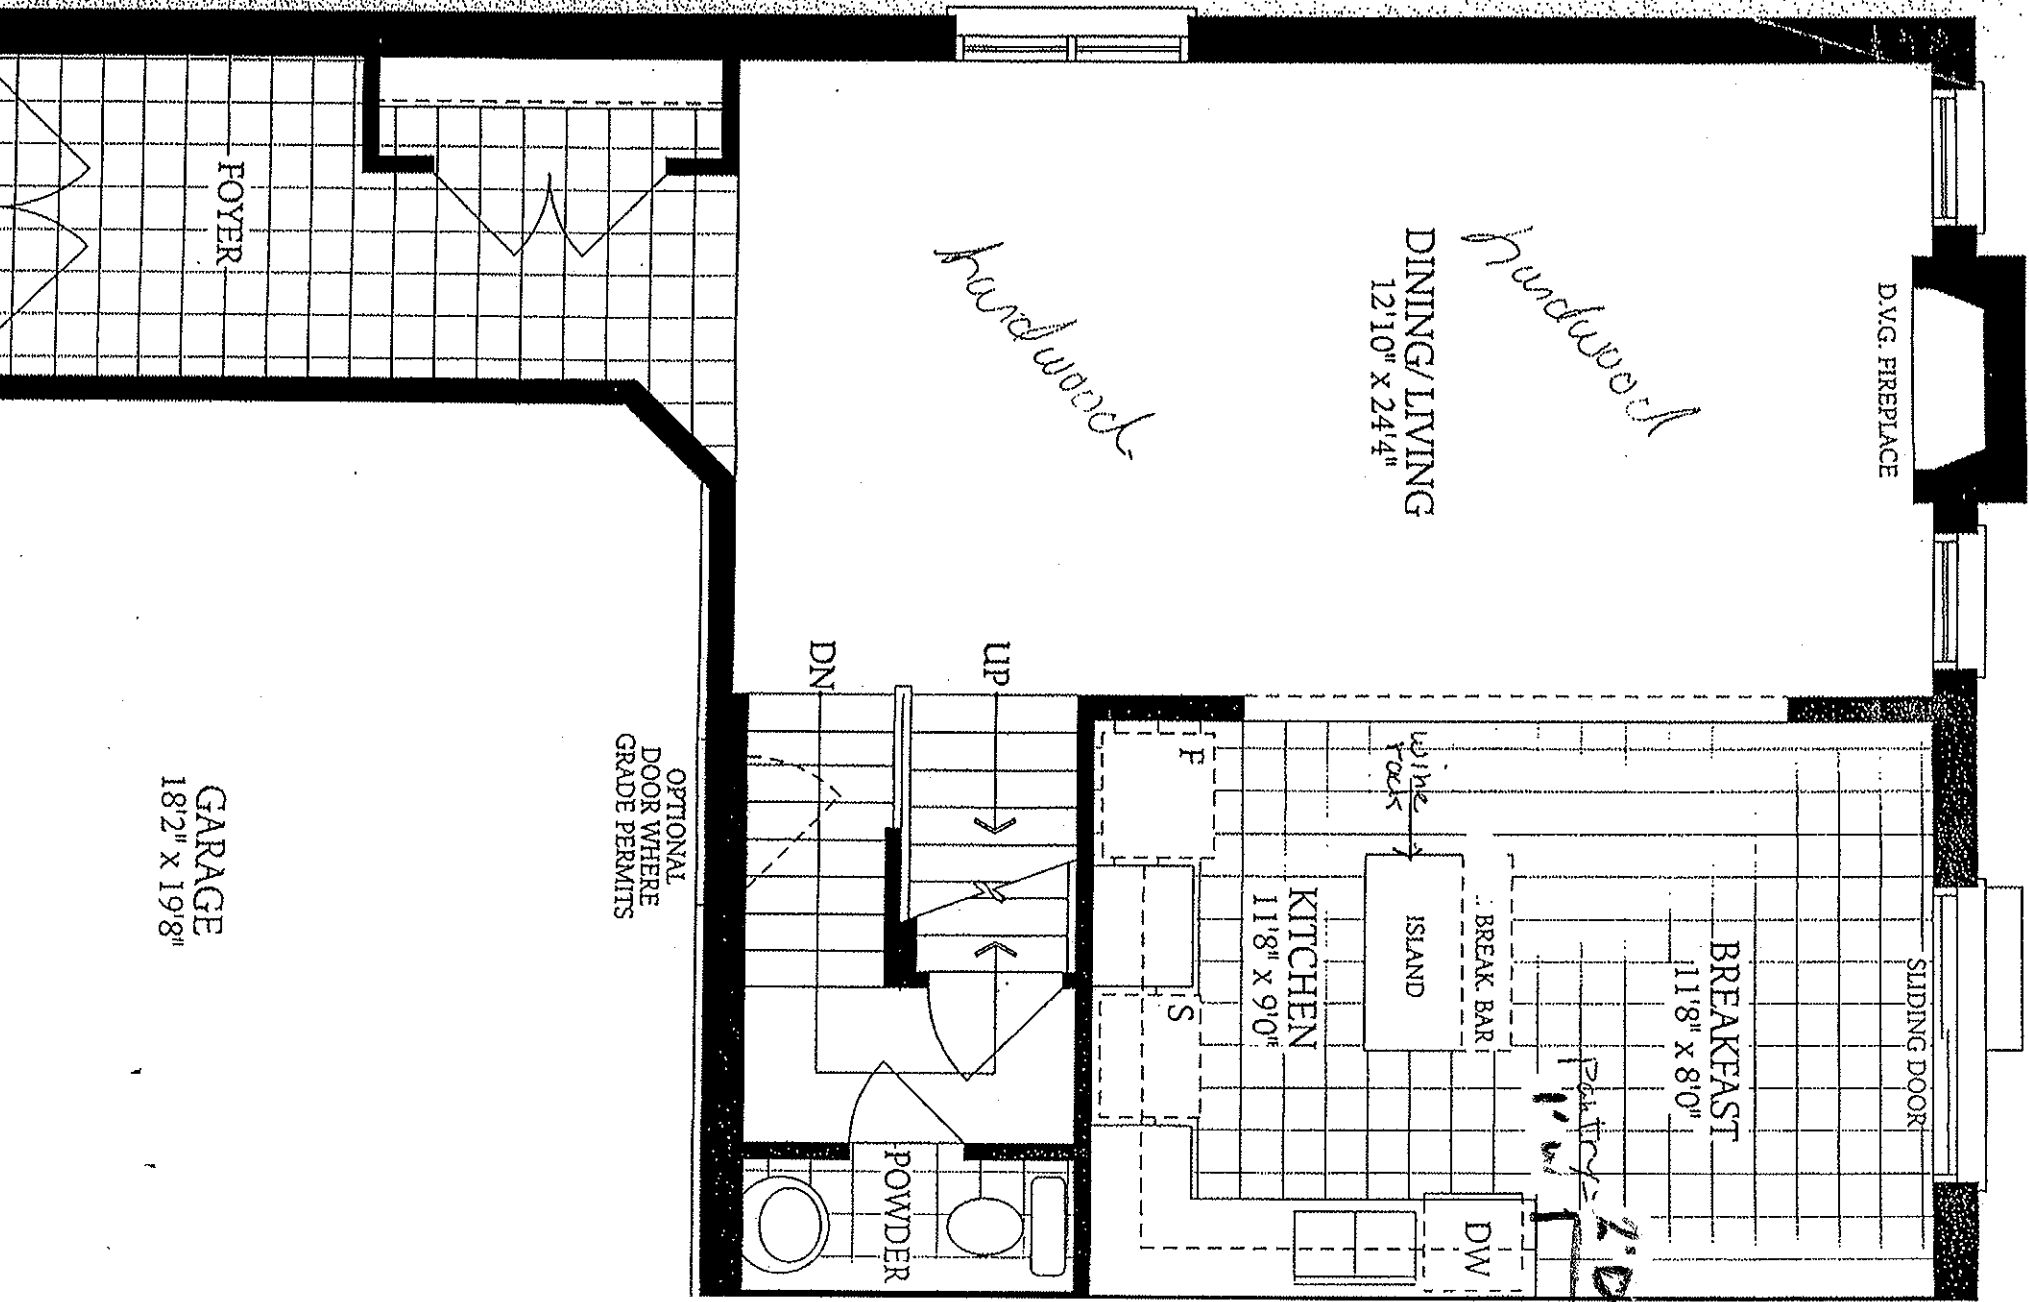 D.V.G. FIREPLACE
SLIDING DOOR
BREAKFAST
11'8" x 8'0"
hardwood
DINING/LIVING
12'10" x 24'4"
hardwood
Pantry - 2' D
1' W
BREAK BAR
ISLAND
wine
rack
DW
KITCHEN
11'8" x 9'0"
F
S
UP
DN
POWDER
OPTIONAL
DOOR WHERE
GRADE PERMITS
FOYER
GARAGE
18'2" x 19'8"